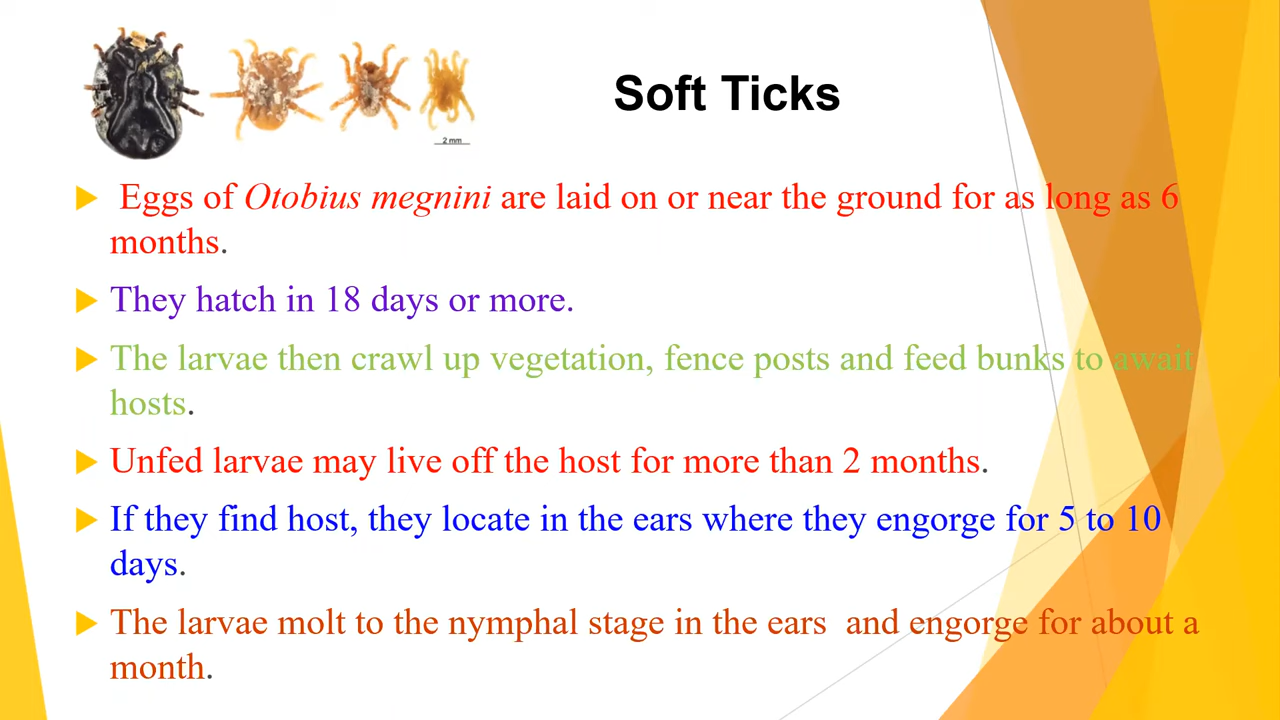 Soft Ticks
2 mm
Eggs of Otobius megnini are laid on or near the ground for as long as 6
months.
They hatch in 18 days or more.
The larvae then crawl up vegetation, fence posts and feed bunks to await
hosts.
Unfed larvae may live off the host for more than 2 months.
If they find host, they locate in the ears where they engorge for 5 to 10
days.
The larvae molt to the nymphal stage in the ears  and engorge for about a
month.